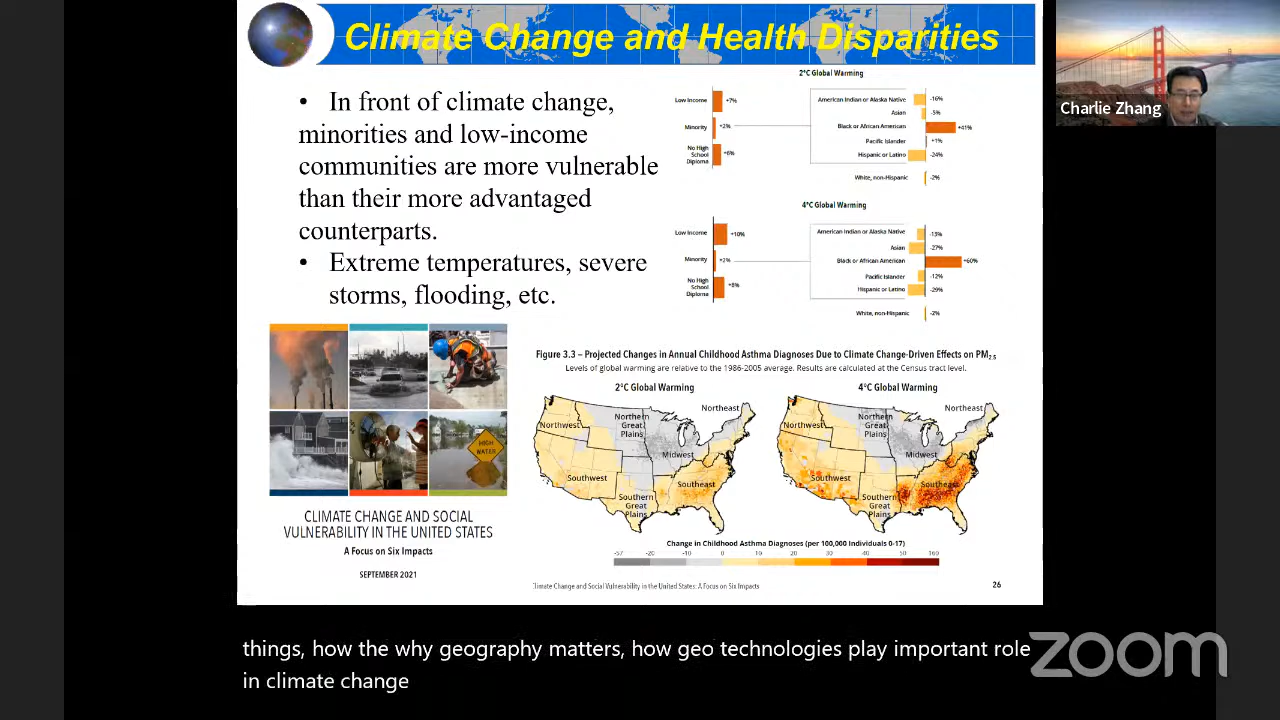 Climate Change and Health Disparities
• In front of climate change,
minorities and low-income
communities are more vulnerable
than their more advantaged
counterparts.
• Extreme temperatures, severe
storms, flooding, etc.
2°C Global Warming
Low Income +7%
Minority +2%
No High
School
Diploma +6%
American Indian or Alaska Native -16%
Asian -5%
Black or African American +41%
Pacific Islander +1%
Hispanic or Latino -24%
White, non-Hispanic -2%
4°C Global Warming
Low Income +10%
Minority +2%
No High
School
Diploma +8%
American Indian or Alaska Native -15%
Asian -27%
Black or African American +60%
Pacific Islander -12%
Hispanic or Latino -29%
White, non-Hispanic -2%
HIGH
WATER
CLIMATE CHANGE AND SOCIAL
VULNERABILITY IN THE UNITED STATES
A Focus on Six Impacts
SEPTEMBER 2021
Figure 3.3 – Projected Changes in Annual Childhood Asthma Diagnoses Due to Climate Change-Driven Effects on PM2.5
Levels of global warming are relative to the 1986-2005 average. Results are calculated at the Census tract level.
2°C Global Warming
Northwest
Northern
Great
Plains
Northeast
Midwest
Southwest
Southeast
Southern
Great
Plains
4°C Global Warming
Northwest
Northern
Great
Plains
Northeast
Midwest
Southwest
Southeast
Southern
Great
Plains
Change in Childhood Asthma Diagnoses (per 100,000 Individuals 0-17)
-57 -20 -10 0 10 20 30 40 50 160
Climate Change and Social Vulnerability in the United States: A Focus on Six Impacts
26
Charlie Zhang
things, how the why geography matters, how geo technologies play important role
in climate change
zoom